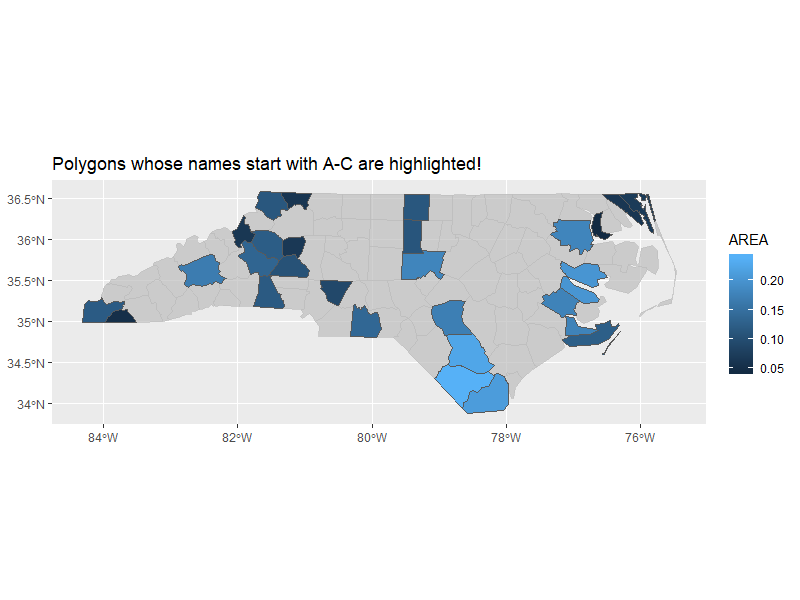 Polygons whose names start with A-C are highlighted!
36.5°N
36°N
35.5°N
35°N
34.5°N
34°N
84°W
82°W
80°W
78°W
76°W
AREA
0.20
0.15
0.10
0.05